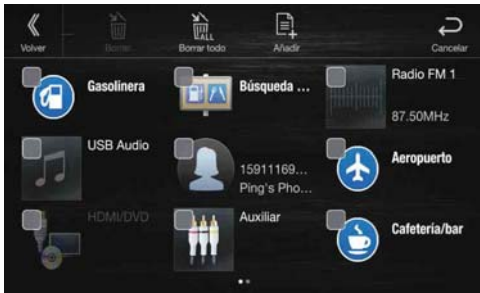 Volver
Borrar...
ALL
Borrar todo
Añadir
Cancelar
Gasolinera
Búsqueda ...
Radio FM 1
87.50MHz
USB Audio
15911169...
Ping's Pho...
Aeropuerto
HDMI/DVD
Auxiliar
Cafetería/bar